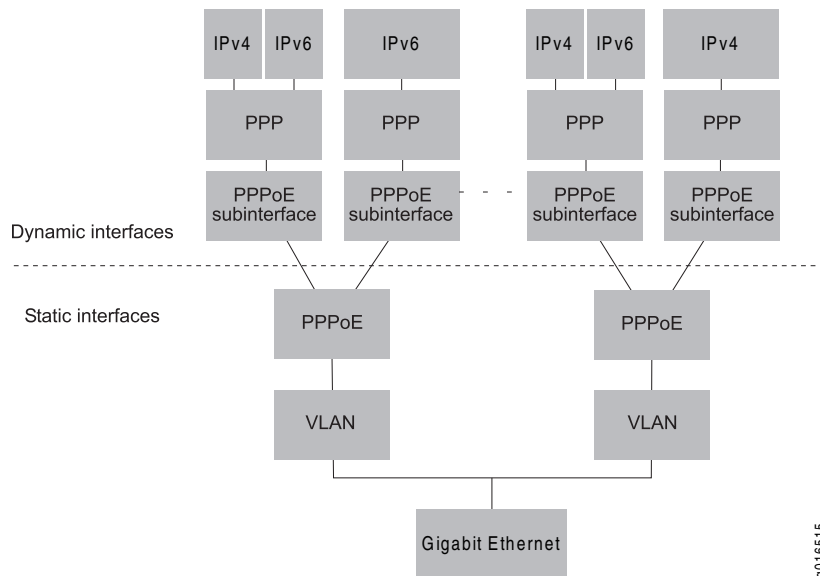 IPv4 IPv6 IPv6 IPv4 IPv6 IPv4
PPP PPP PPP PPP
PPPoE subinterface
PPPoE subinterface
PPPoE subinterface
PPPoE subinterface
Dynamic interfaces
Static interfaces
PPPoE PPPoE
VLAN VLAN
Gigabit Ethernet
g016515